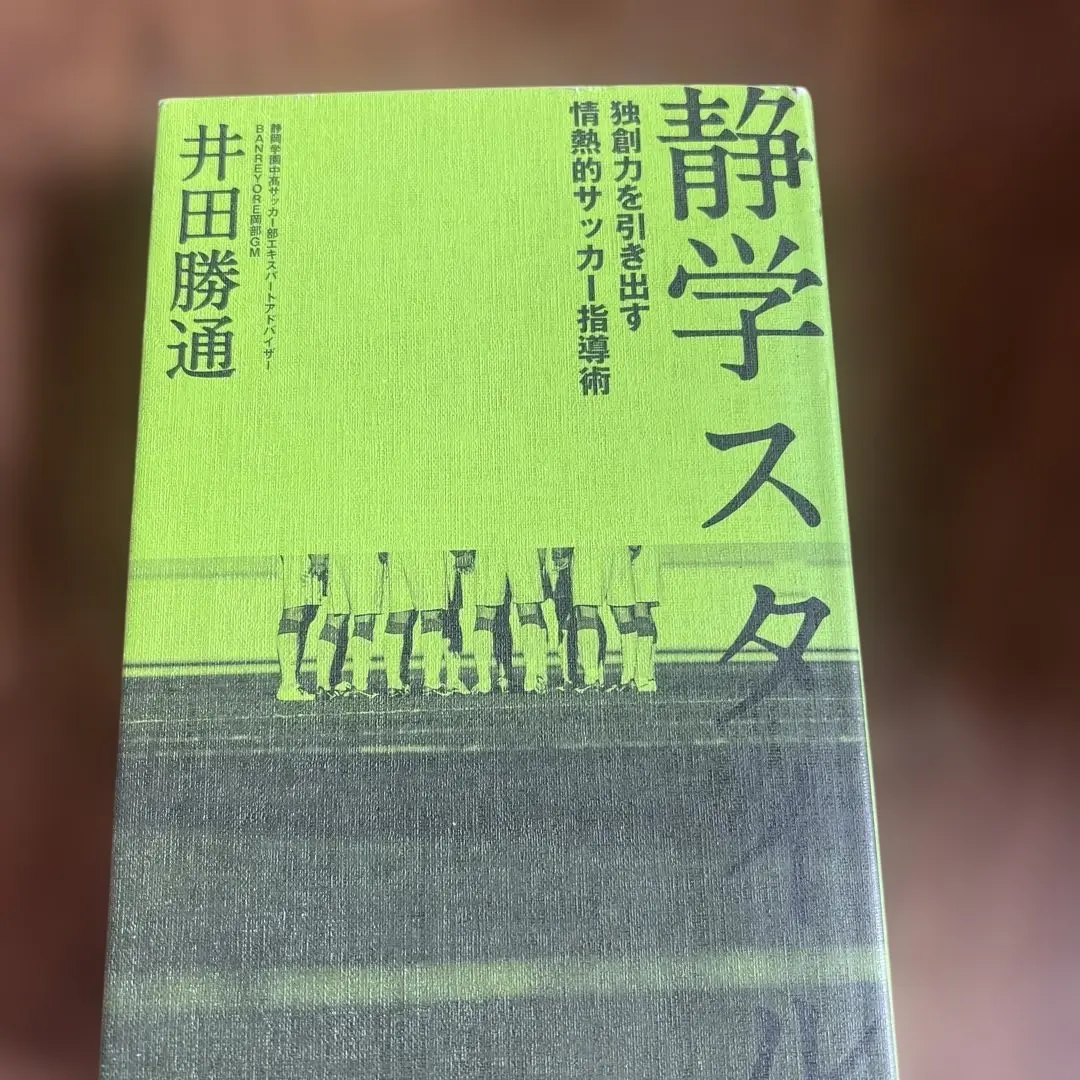 静学スタイル
独創力を引き出す
情熱的サッカー指導術
静岡学園中高サッカー部エキスパートアドバイザー
BANREYORE岡部GM
井田勝通